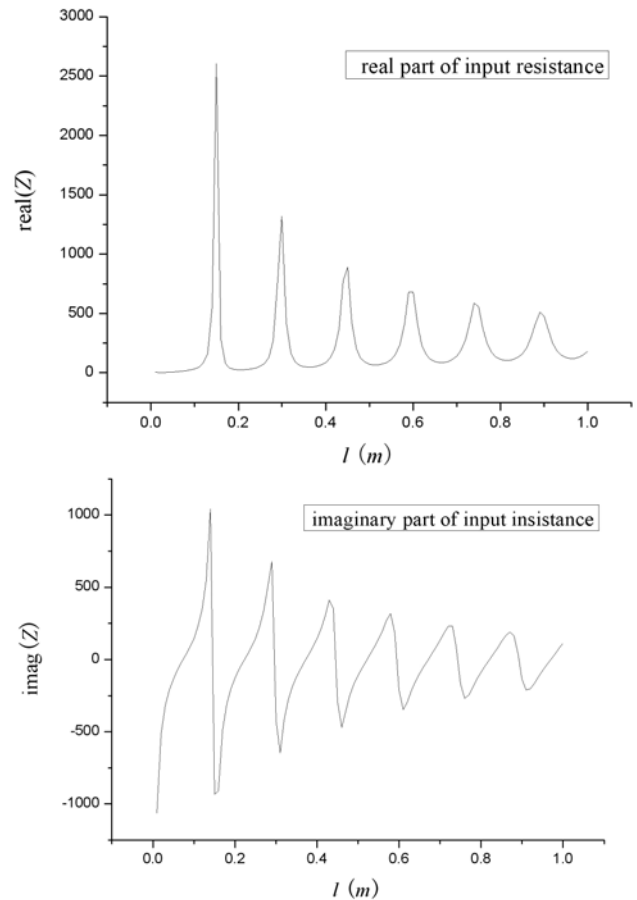 3000
real part of input resistance
2500
2000
1500
1000
500
0
real(Z)
0.0 0.2 0.4 0.6 0.8 1.0
l (m)
imaginary part of input insistance
1000
500
0
-500
-1000
imag(Z)
0.0 0.2 0.4 0.6 0.8 1.0
l (m)